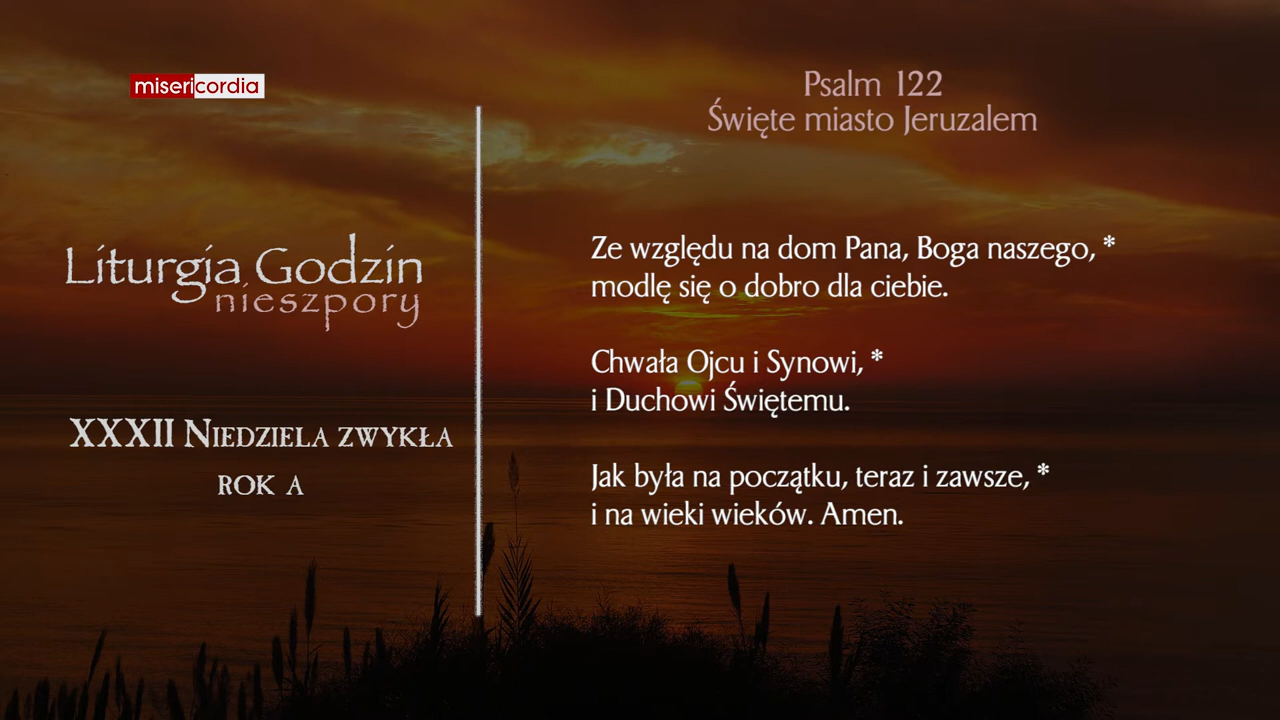 misericordia
Liturgia Godzin
nieszpory
XXXII Niedziela zwykła
rok A
Psalm 122
Święte miasto Jeruzalem
Ze względu na dom Pana, Boga naszego, *
modlę się o dobro dla ciebie.
Chwała Ojcu i Synowi, *
i Duchowi Świętemu.
Jak była na początku, teraz i zawsze, *
i na wieki wieków. Amen.